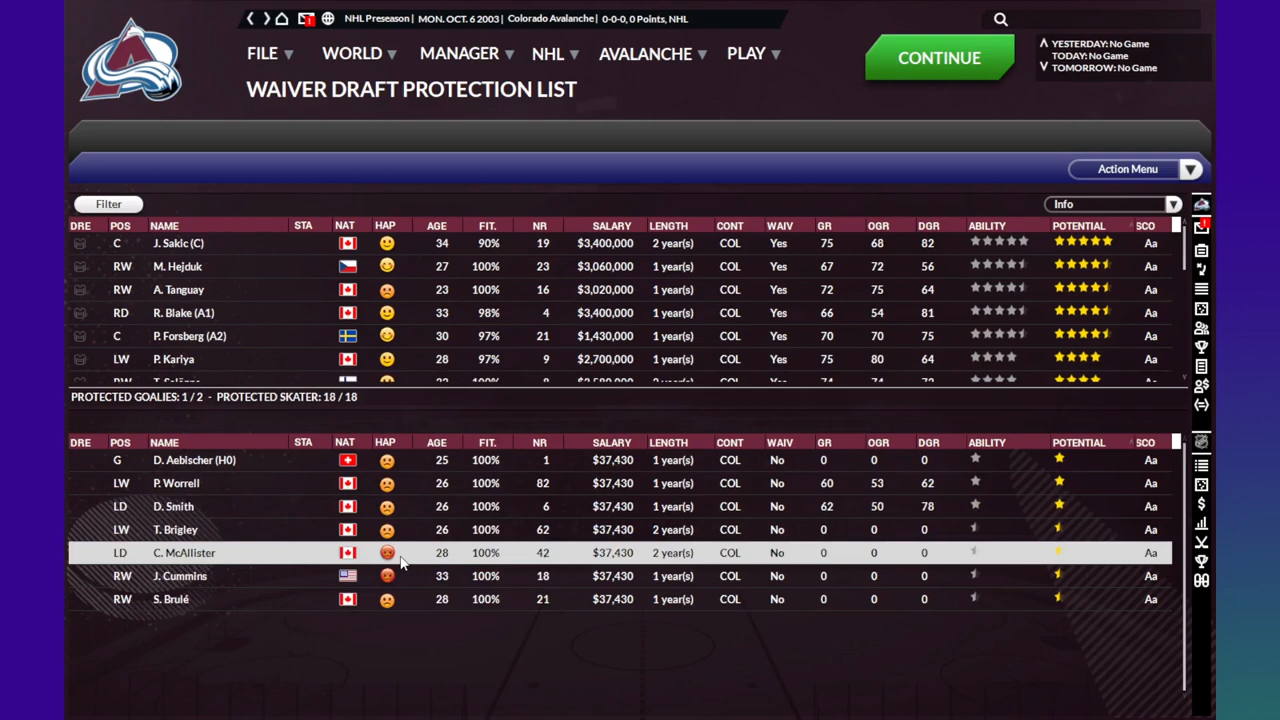 NHL Preseason | MON. OCT. 6 2003 | Colorado Avalanche | 0-0-0, 0 Points, NHL
FILE WORLD MANAGER NHL AVALANCHE PLAY
CONTINUE
YESTERDAY: No Game
TODAY: No Game
TOMORROW: No Game
WAIVER DRAFT PROTECTION LIST
Action Menu
Filter
Info
DRE POS NAME STA NAT HAP AGE FIT. NR SALARY LENGTH CONT WAIV GR OGR DGR ABILITY POTENTIAL SCO
C J. Sakic (C) 34 90% 19 $3,400,000 2 year(s) COL Yes 75 68 82 Aa
RW M. Hejduk 27 100% 23 $3,060,000 1 year(s) COL Yes 67 72 56 Aa
RW A. Tanguay 23 100% 16 $3,020,000 1 year(s) COL Yes 72 75 64 Aa
RD R. Blake (A1) 33 98% 4 $3,400,000 1 year(s) COL Yes 66 54 81 Aa
C P. Forsberg (A2) 30 97% 21 $1,430,000 1 year(s) COL Yes 70 70 75 Aa
LW P. Kariya 28 97% 9 $2,700,000 1 year(s) COL Yes 75 80 64 Aa
PROTECTED GOALIES: 1 / 2 - PROTECTED SKATER: 18 / 18
DRE POS NAME STA NAT HAP AGE FIT. NR SALARY LENGTH CONT WAIV GR OGR DGR ABILITY POTENTIAL SCO
G D. Aebischer (H0) 25 100% 1 $37,430 1 year(s) COL No 0 0 0 Aa
LW P. Worrell 26 100% 82 $37,430 1 year(s) COL No 60 53 62 Aa
LD D. Smith 26 100% 6 $37,430 1 year(s) COL No 62 50 78 Aa
LW T. Brigley 26 100% 62 $37,430 2 year(s) COL No 0 0 0 Aa
LD C. McAllister 28 100% 42 $37,430 2 year(s) COL No 0 0 0 Aa
RW J. Cummins 33 100% 18 $37,430 1 year(s) COL No 0 0 0 Aa
RW S. Brulé 28 100% 21 $37,430 1 year(s) COL No 0 0 0 Aa